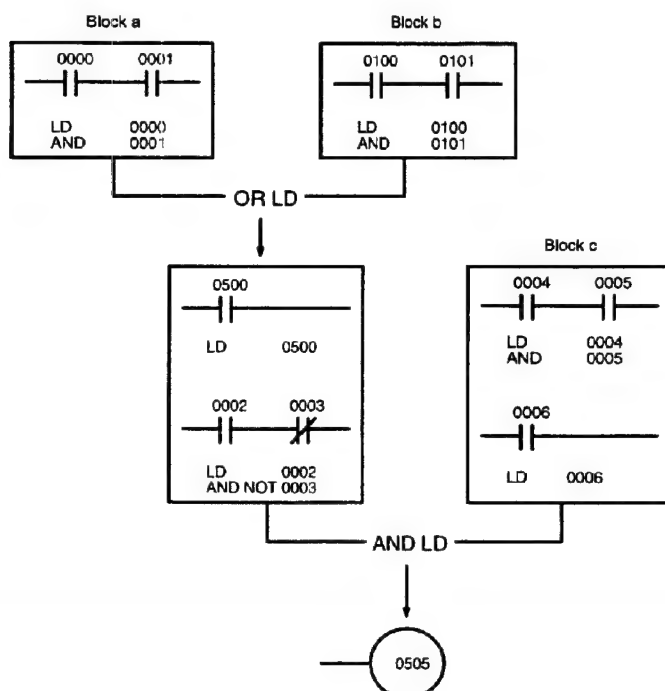 Block a
0000 0001
LD 0000
AND 0001
Block b
0100 0101
LD 0100
AND 0101
OR LD
0500
LD 0500
0002 0003
LD 0002
AND NOT 0003
Block c
0004 0005
LD 0004
AND 0005
0006
LD 0006
AND LD
0505